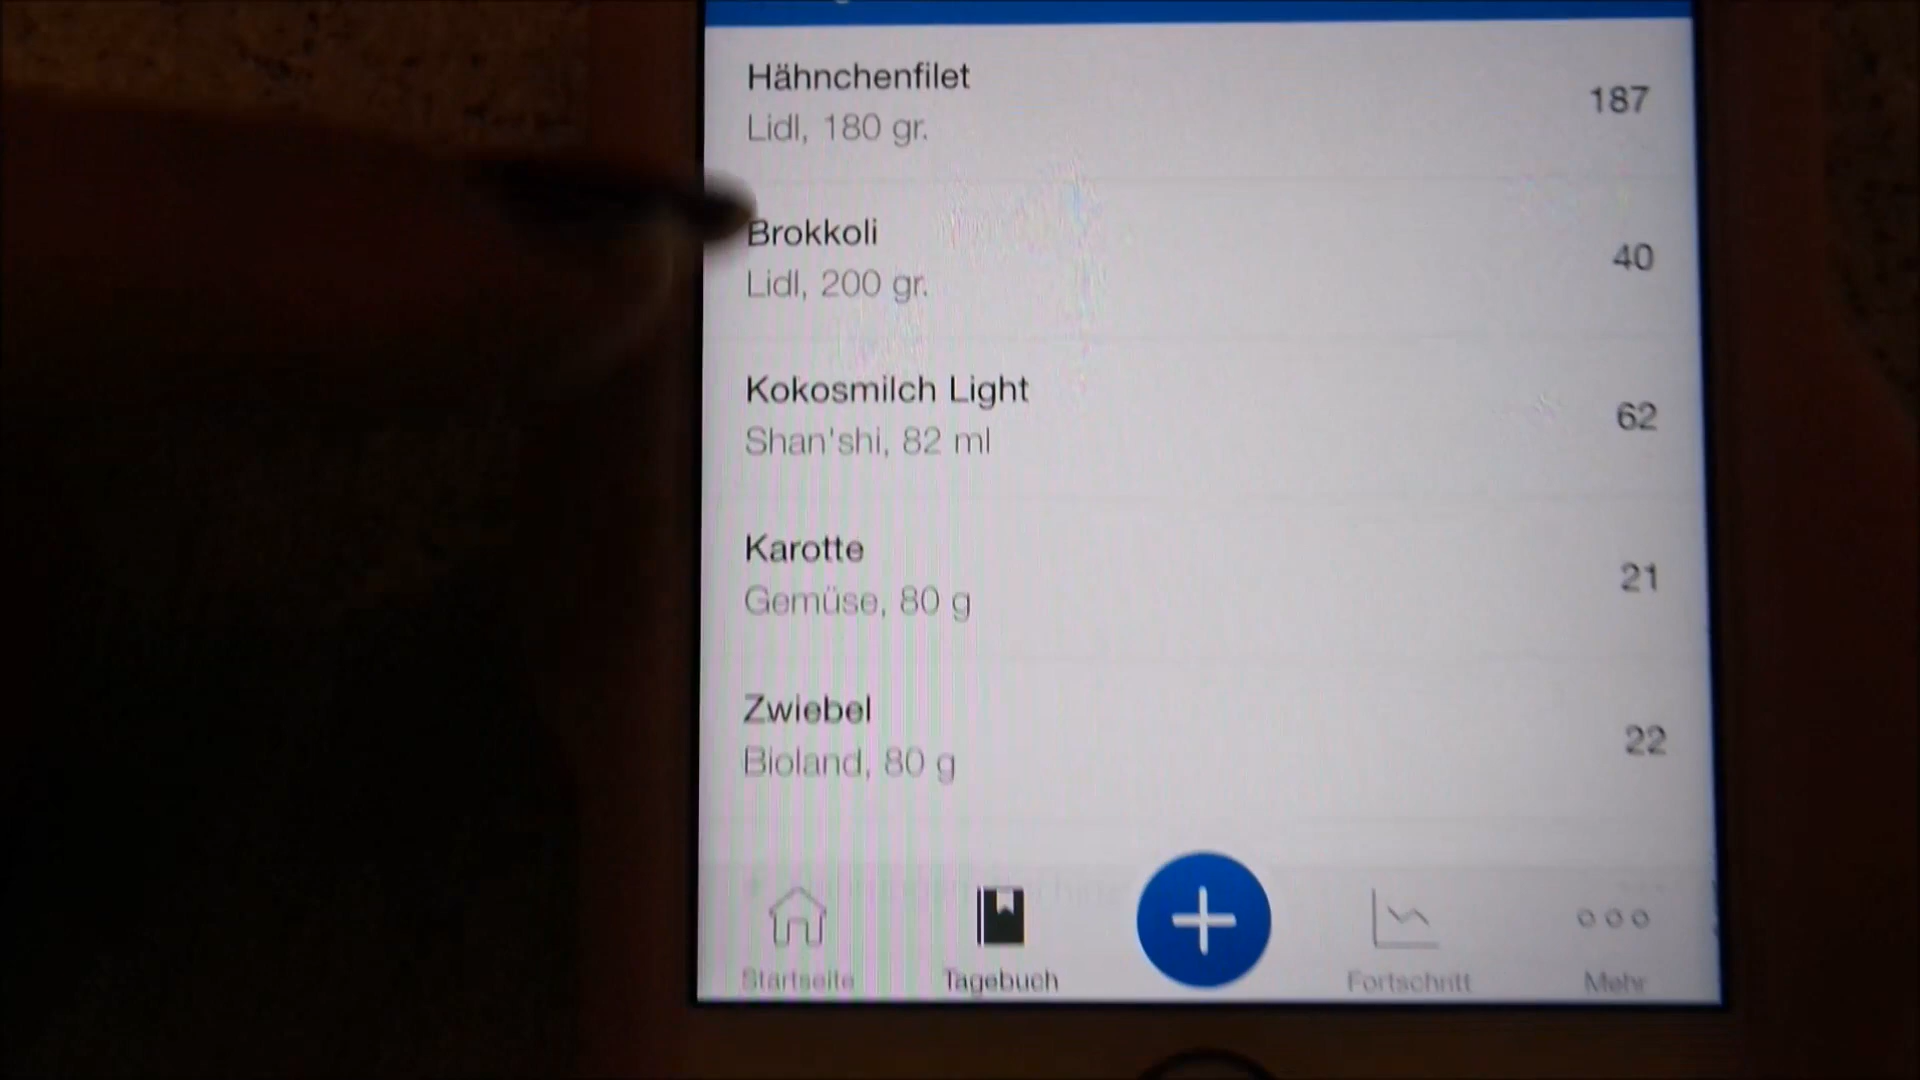 Hähnchenfilet
187
Lidl, 180 gr.
Brokkoli
40
Lidl, 200 gr.
Kokosmilch Light
62
Shan'shi, 82 ml
Karotte
21
Gemüse, 80 g
Zwiebel
22
Bioland, 80 g
Startseite
Tagebuch
Fortschritt
Mehr